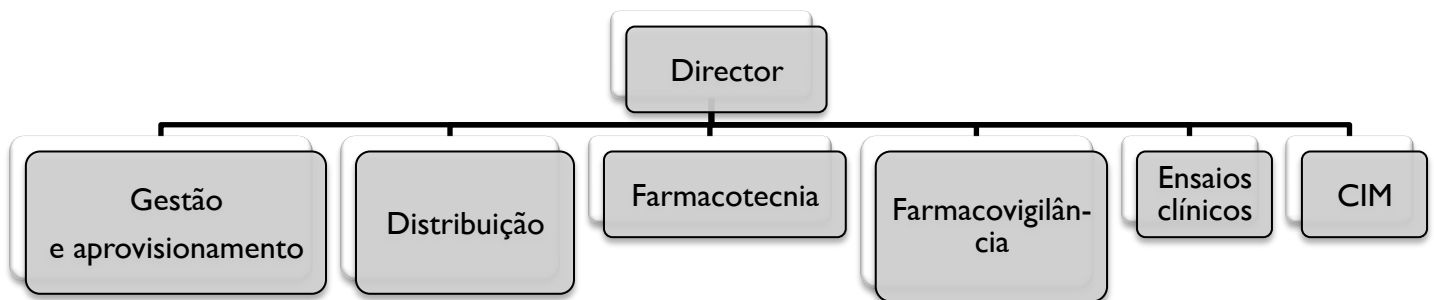 Director
Gestão
e aprovisionamento
Distribuição
Farmacotecnia
Farmacovigilân-
cia
Ensaios
clínicos
CIM